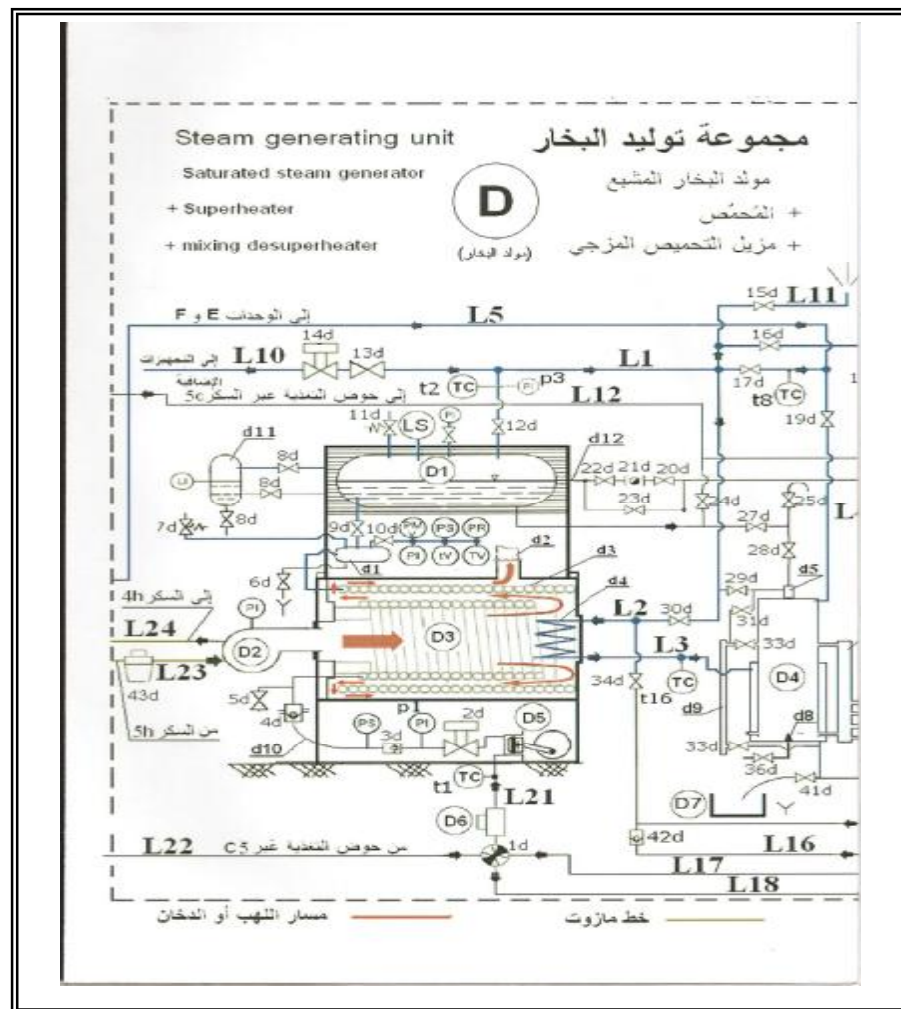 Steam generating unit
مجموعة توليد البخار
Saturated steam generator
مولد البخار المشبع
+ Superheater
+ المُحمّص
+ mixing desuperheater
+ مزيل التحميص المزجي
D
(مولد البخار)
15d
L11
إلى الوحدات E و F
L5
14d
16d
إلى التجهيزات
L10
13d
L1
الإضافية
t2
TC
PI
p3
17d
t8
TC
إلى حوض التغذية عبر السكر 5c
L12
11d
LS
PI
12d
19d
d11
D1
d12
8d
22d
21d
20d
LI
8d
23d
24d
25d
7d
8d
9d
10d
PS
PR
27d
PI
tV
TV
d2
d3
28d
6d
d1
d4
29d
d5
إلى السكر 4h
PI
L2
30d
31d
L24
D2
D3
33d
L3
D4
L23
34d
TC
43d
5d
t16
d9
d8
من السكر 5h
4d
p1
2d
D5
PS
PI
33d
d10
3d
36d
t1
TC
41d
L21
D7
D6
42d
L22
من حوض التغذية عبر C5
1d
L16
L17
L18
مسار اللهب أو الدخان
خط مازوت